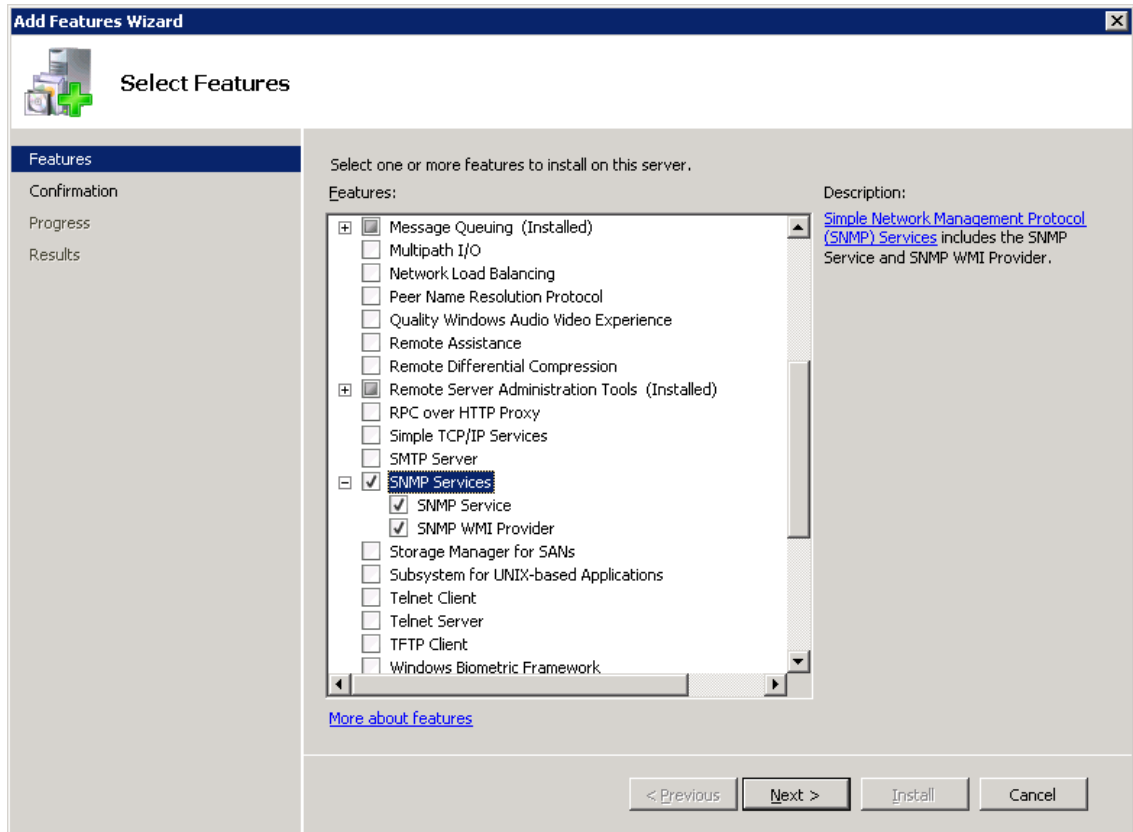 Add Features Wizard
Select Features
Features
Confirmation
Progress
Results
Select one or more features to install on this server.
Features:
Message Queuing (Installed)
Multipath I/O
Network Load Balancing
Peer Name Resolution Protocol
Quality Windows Audio Video Experience
Remote Assistance
Remote Differential Compression
Remote Server Administration Tools (Installed)
RPC over HTTP Proxy
Simple TCP/IP Services
SMTP Server
SNMP Services
SNMP Service
SNMP WMI Provider
Storage Manager for SANs
Subsystem for UNIX-based Applications
Telnet Client
Telnet Server
TFTP Client
Windows Biometric Framework
More about features
Description:
Simple Network Management Protocol
(SNMP) Services includes the SNMP
Service and SNMP WMI Provider.
< Previous
Next >
Install
Cancel